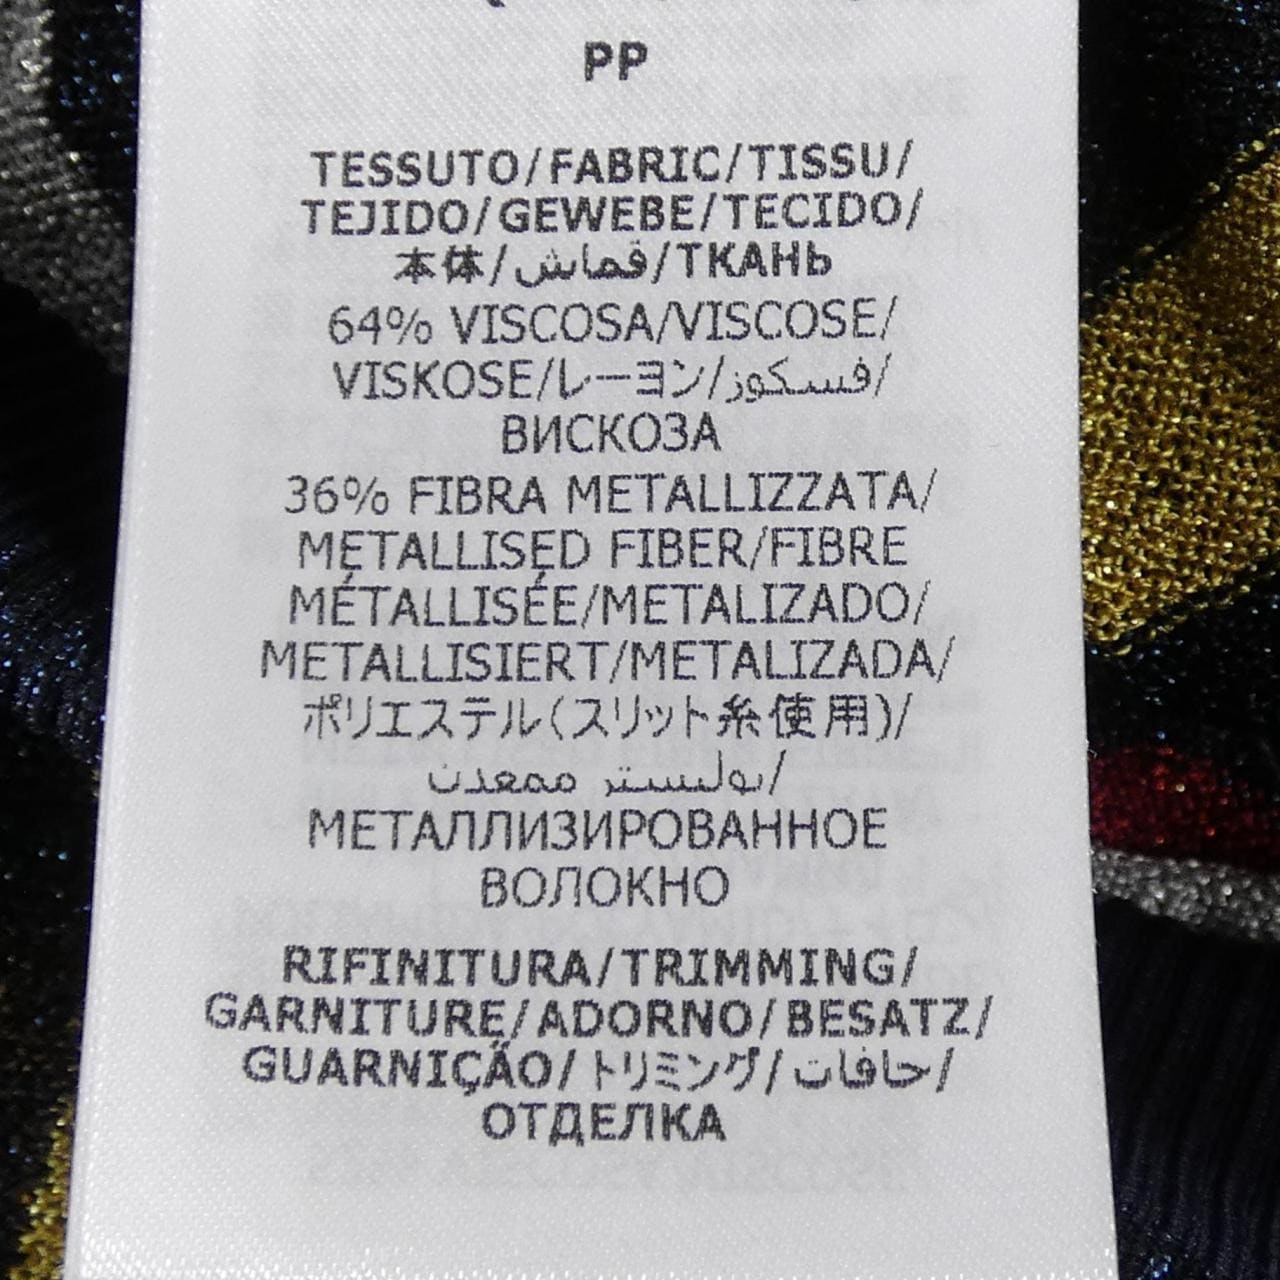 PP
TESSUTO/FABRIC/TISSU/
TEJIDO/GEWEBE/TECIDO/
本体/قماش/ТКАНЬ
64% VISCOSA/VISCOSE/
VISKOSE/レーヨン/فسكوز/
ВИСКОЗА
36% FIBRA METALLIZZATA/
METALLISED FIBER/FIBRE
MÉTALLISÉE/METALIZADO/
METALLISIERT/METALIZADA/
ポリエステル(スリット糸使用)/
بوليستر ممعدن/
МЕТАЛЛИЗИРОВАННОЕ
ВОЛОКНО
RIFINITURA/TRIMMING/
GARNITURE/ADORNO/BESATZ/
GUARNIÇÃO/トリミング/حافات/
ОТДЕЛКА